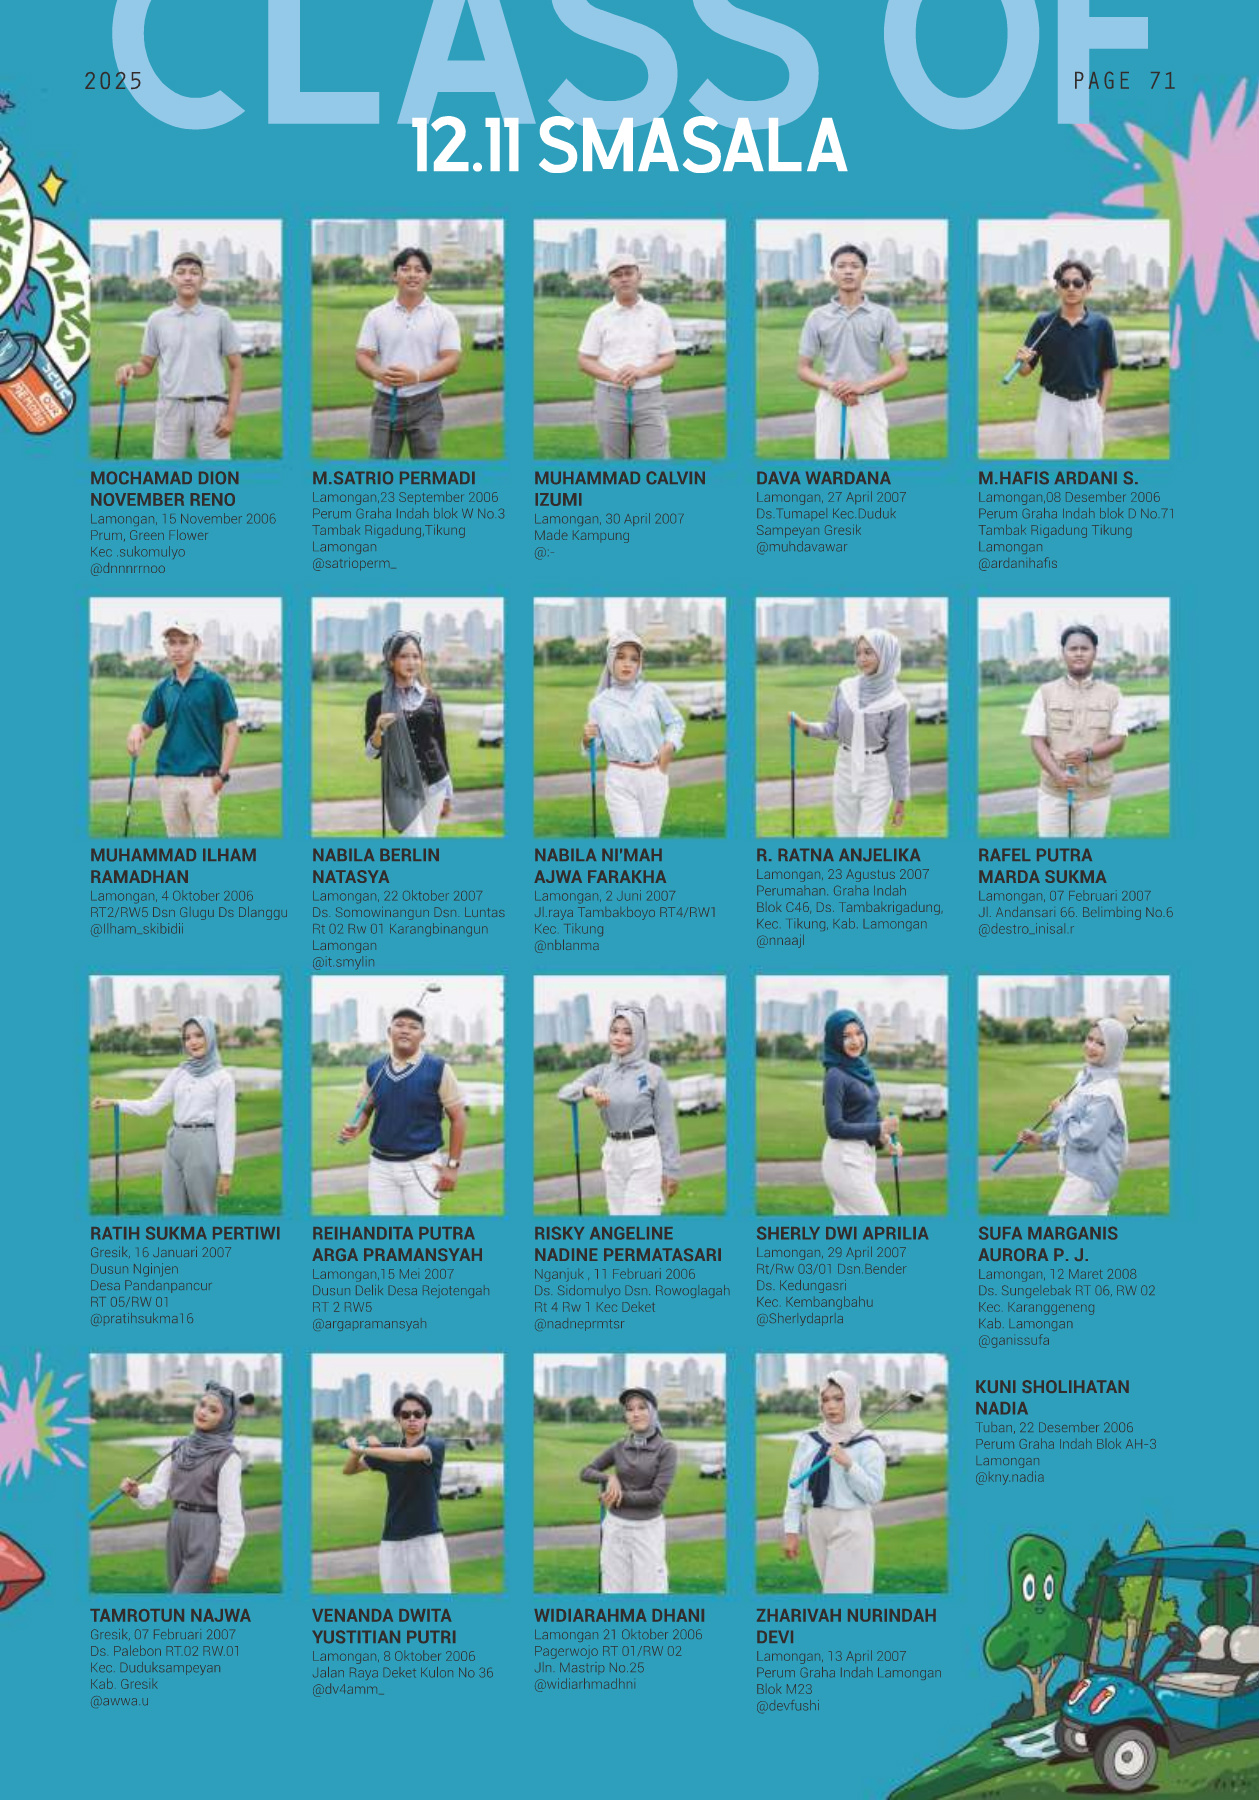 CLASS OF
2025
PAGE 71
12.11 SMASALA
MOCHAMAD DION
NOVEMBER RENO
Lamongan, 15 November 2006
Prum, Green Flower
Kec .sukomulyo
@dnnnrrnoo
M.SATRIO PERMADI
Lamongan,23 September 2006
Perum Graha Indah blok W No.3
Tambak Rigadung,Tikung
Lamongan
@satrioperm_
MUHAMMAD CALVIN
IZUMI
Lamongan, 30 April 2007
Made Kampung
@:-
DAVA WARDANA
Lamongan, 27 April 2007
Ds.Tumapel Kec.Duduk
Sampeyan Gresik
@muhdavawar
M.HAFIS ARDANI S.
Lamongan,08 Desember 2006
Perum Graha Indah blok D No.71
Tambak Rigadung Tikung
Lamongan
@ardanihafis
MUHAMMAD ILHAM
RAMADHAN
Lamongan, 4 Oktober 2006
RT2/RW5 Dsn Glugu Ds Dlanggu
@Ilham_skibidii
NABILA BERLIN
NATASYA
Lamongan, 22 Oktober 2007
Ds. Somowinangun Dsn. Luntas
Rt 02 Rw 01 Karangbinangun
Lamongan
@it.smylin
NABILA NI'MAH
AJWA FARAKHA
Lamongan, 2 Juni 2007
Jl.raya Tambakboyo RT4/RW1
Kec. Tikung
@nblanma
R. RATNA ANJELIKA
Lamongan, 23 Agustus 2007
Perumahan. Graha Indah
Blok C46, Ds. Tambakrigadung,
Kec. Tikung, Kab. Lamongan
@nnaajl
RAFEL PUTRA
MARDA SUKMA
Lamongan, 07 Februari 2007
Jl. Andansari 66. Belimbing No.6
@destro_inisal.r
RATIH SUKMA PERTIWI
Gresik, 16 Januari 2007
Dusun Nginjen
Desa Pandanpancur
RT 05/RW 01
@pratihsukma16
REIHANDITA PUTRA
ARGA PRAMANSYAH
Lamongan,15 Mei 2007
Dusun Delik Desa Rejotengah
RT 2 RW5
@argapramansyah
RISKY ANGELINE
NADINE PERMATASARI
Nganjuk , 11 Februari 2006
Ds. Sidomulyo Dsn. Rowoglagah
Rt 4 Rw 1 Kec Deket
@nadneprmtsr
SHERLY DWI APRILIA
Lamongan, 29 April 2007
Rt/Rw 03/01 Dsn.Bender
Ds. Kedungasri
Kec. Kembangbahu
@Sherlydaprla
SUFA MARGANIS
AURORA P. J.
Lamongan, 12 Maret 2008
Ds. Sungelebak RT 06, RW 02
Kec. Karanggeneng
Kab. Lamongan
@ganissufa
TAMROTUN NAJWA
Gresik, 07 Februari 2007
Ds. Palebon RT.02 RW.01
Kec. Duduksampeyan
Kab. Gresik
@awwa.u
VENANDA DWITA
YUSTITIAN PUTRI
Lamongan, 8 Oktober 2006
Jalan Raya Deket Kulon No 36
@dv4amm_
WIDIARAHMA DHANI
Lamongan 21 Oktober 2006
Pagerwojo RT 01/RW 02
Jln. Mastrip No.25
@widiarhmadhni
ZHARIVAH NURINDAH
DEVI
Lamongan, 13 April 2007
Perum Graha Indah Lamongan
Blok M23
@devfushi
KUNI SHOLIHATAN
NADIA
Tuban, 22 Desember 2006
Perum Graha Indah Blok AH-3
Lamongan
@kny.nadia